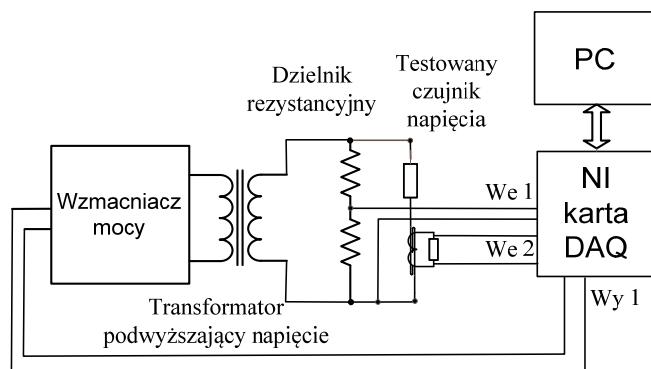 PC
Dzielnik
rezystancyjny
Testowany
czujnik
napięcia
Wzmacniacz
mocy
We 1
We 2
NI
karta
DAQ
Wy 1
Transformator
podwyższający napięcie